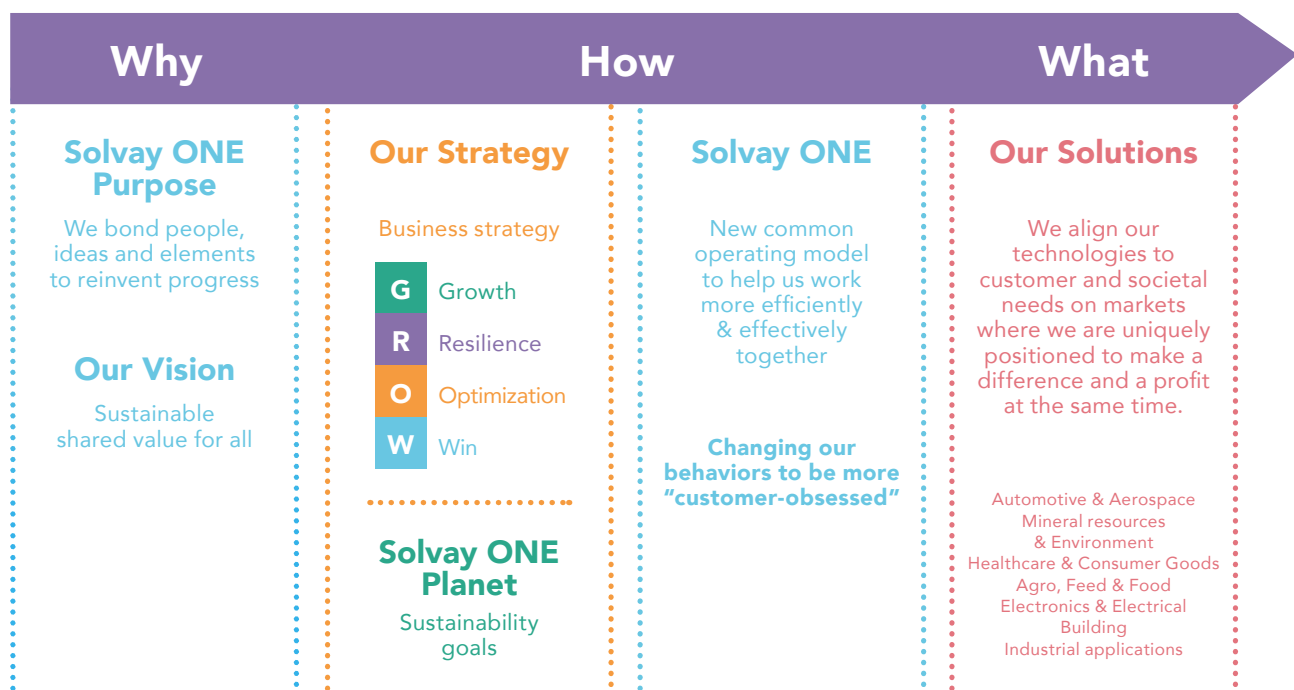 Why
How
What
Solvay ONE
Purpose
We bond people,
ideas and elements
to reinvent progress
Our Vision
Sustainable
shared value for all
Our Strategy
Business strategy
G Growth
R Resilience
O Optimization
W Win
Solvay ONE
Planet
Sustainability
goals
Solvay ONE
New common
operating model
to help us work
more efficiently
& effectively
together
Changing our
behaviors to be more
“customer-obsessed”
Our Solutions
We align our
technologies to
customer and societal
needs on markets
where we are uniquely
positioned to make a
difference and a profit
at the same time.
Automotive & Aerospace
Mineral resources
& Environment
Healthcare & Consumer Goods
Agro, Feed & Food
Electronics & Electrical
Building
Industrial applications